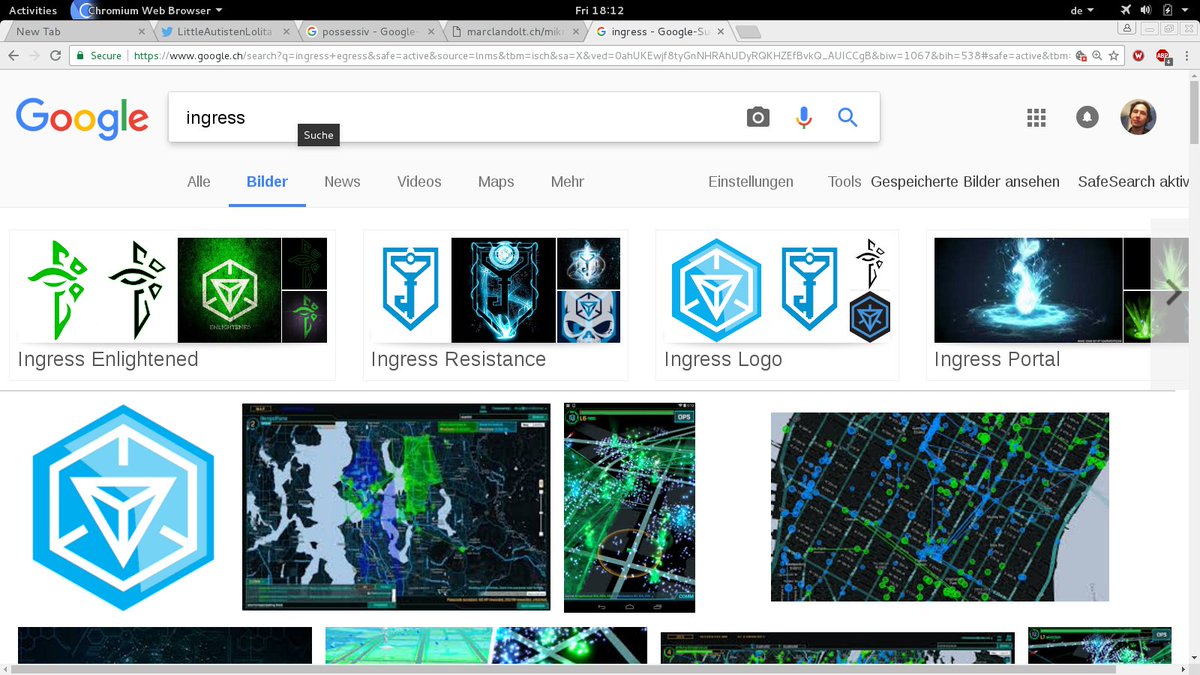 Activities Chromium Web Browser Fri 18:12 de
New Tab LittleAutistenLolita possessiv - Google- marclandolt.ch/mik ingress - Google-Su
Secure https://www.google.ch/search?q=ingress+egress&safe=active&source=lnms&tbm=isch&sa=X&ved=0ahUKEwjf8tyGnNHRAhUDyRQKHZEfBvkQ_AUICCgB&biw=1067&bih=538#safe=active&tbm=
Google ingress
Suche
Alle Bilder News Videos Maps Mehr Einstellungen Tools Gespeicherte Bilder ansehen SafeSearch aktiv
ENLIGHTENED
Ingress Enlightened Ingress Resistance Ingress Logo Ingress Portal
OPS
COMM
OPS